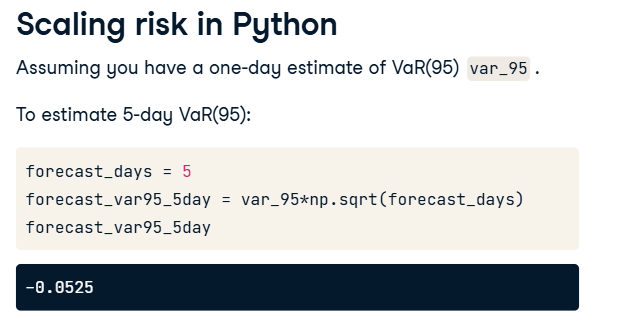 Scaling risk in Python
Assuming you have a one-day estimate of VaR(95) var_95 .
To estimate 5-day VaR(95):
forecast_days = 5
forecast_var95_5day = var_95*np.sqrt(forecast_days)
forecast_var95_5day
-0.0525